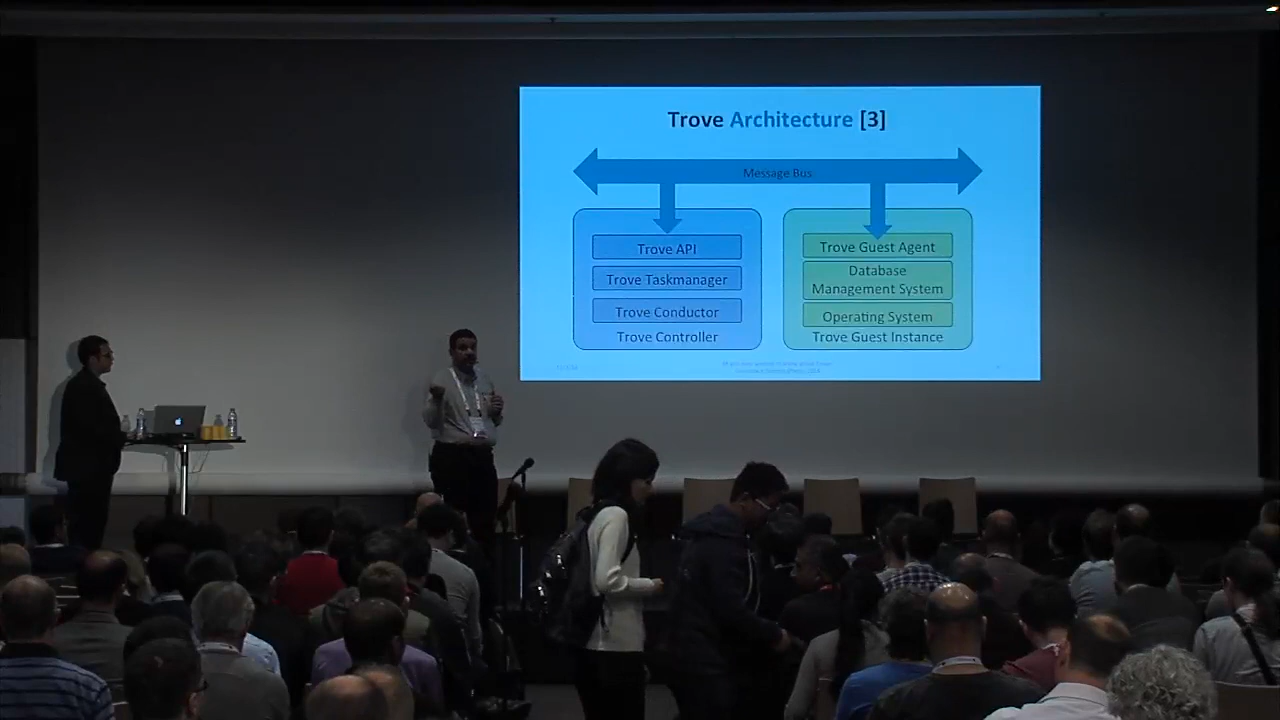 Trove Architecture [3]
Message Bus
Trove API
Trove Taskmanager
Trove Conductor
Trove Controller
Trove Guest Agent
Database
Management System
Operating System
Trove Guest Instance